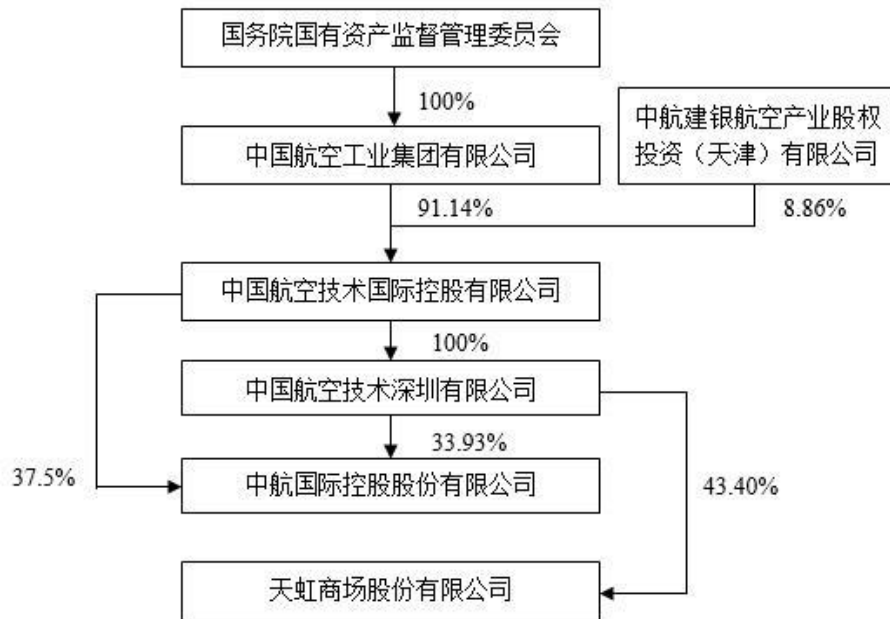 国务院国有资产监督管理委员会
100%
中国航空工业集团有限公司
中航建银航空产业股权
投资（天津）有限公司
91.14%
8.86%
中国航空技术国际控股有限公司
100%
中国航空技术深圳有限公司
33.93%
37.5%
中航国际控股股份有限公司
43.40%
天虹商场股份有限公司